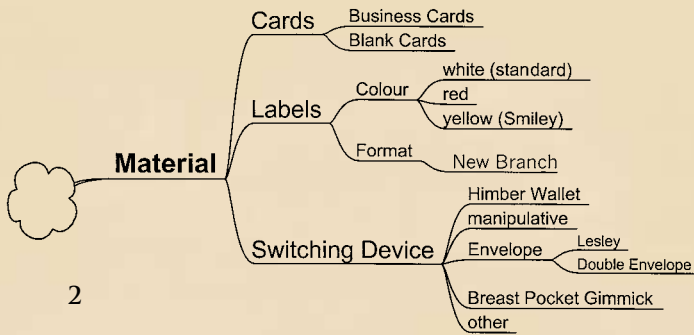 Material
Cards
Business Cards
Blank Cards
Labels
Colour
white (standard)
red
yellow (Smiley)
Format
New Branch
Switching Device
Himber Wallet
manipulative
Envelope
Lesley
Double Envelope
Breast Pocket Gimmick
other
2